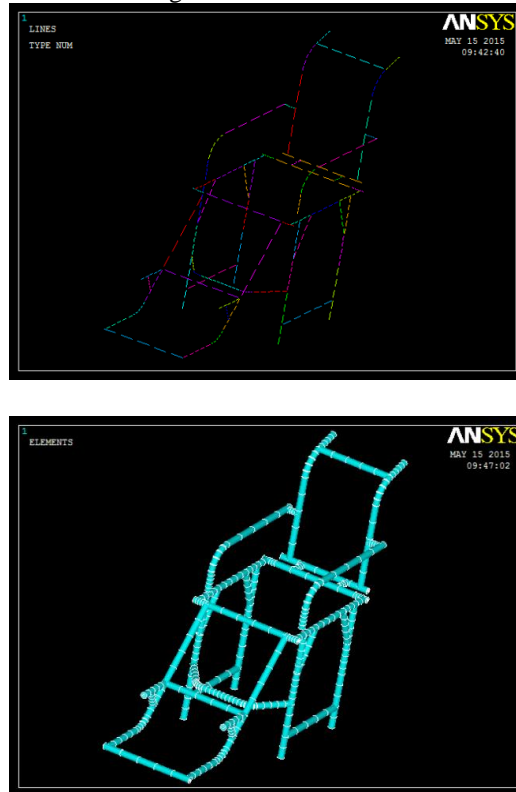 1
LINES
TYPE NUM
ANSYS
MAY 15 2015
09:42:40
1
ELEMENTS
ANSYS
MAY 15 2015
09:47:02